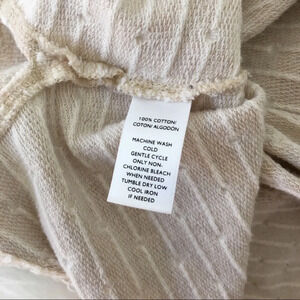 100% COTTON/
COTON/ ALGODÓN
MACHINE WASH
COLD
GENTLE CYCLE
ONLY NON-
CHLORINE BLEACH
WHEN NEEDED
TUMBLE DRY LOW
COOL IRON
IF NEEDED